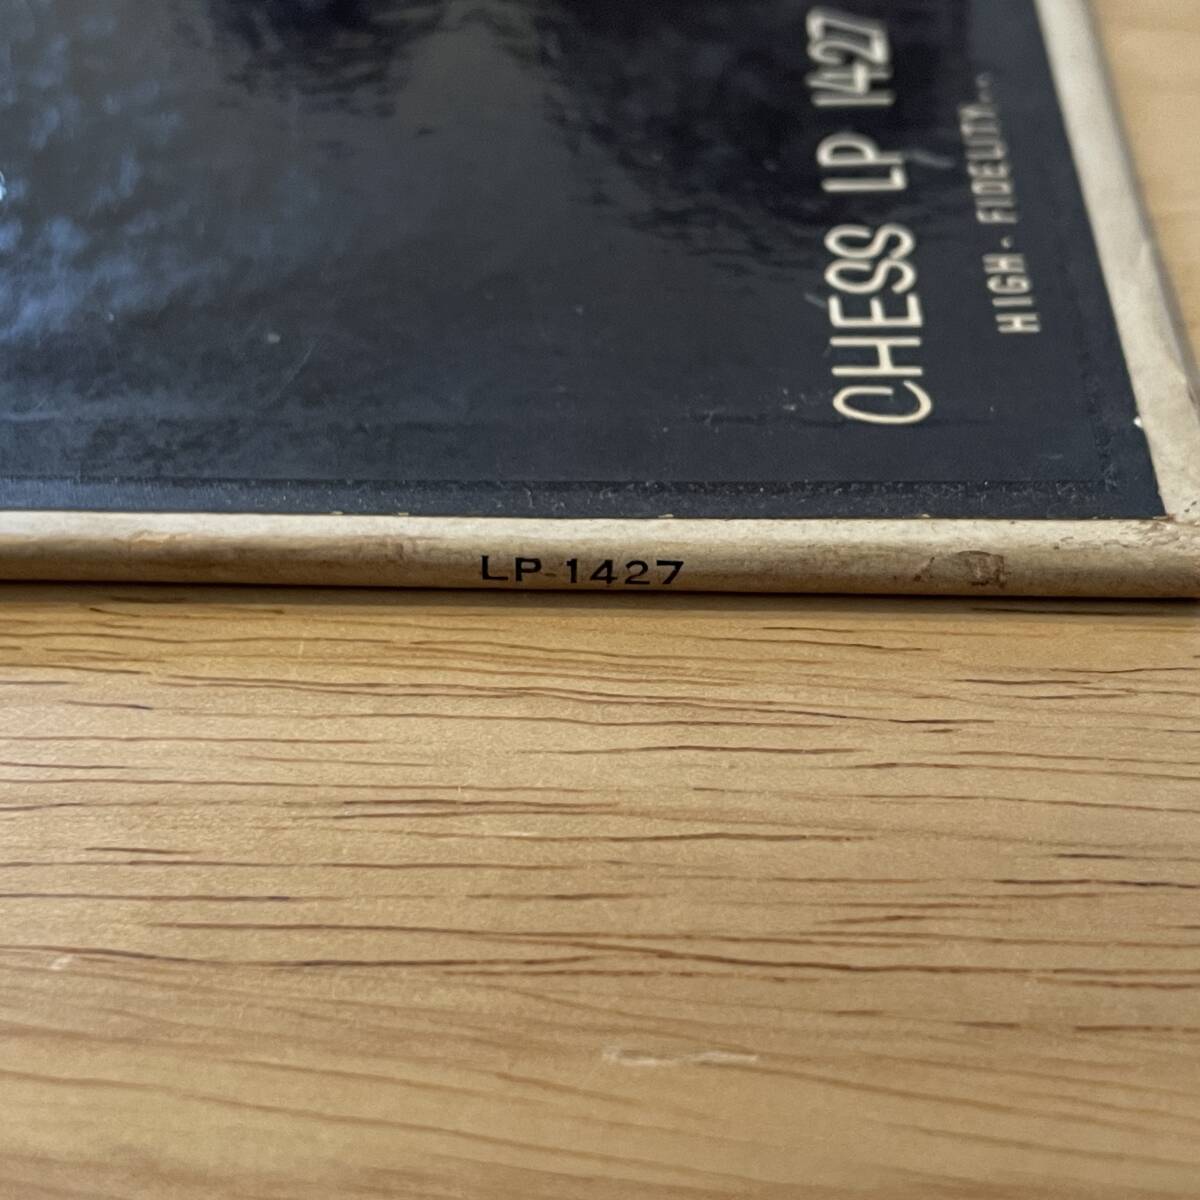 CHESS LP 1427
HIGH - FIDELITY...
LP-1427